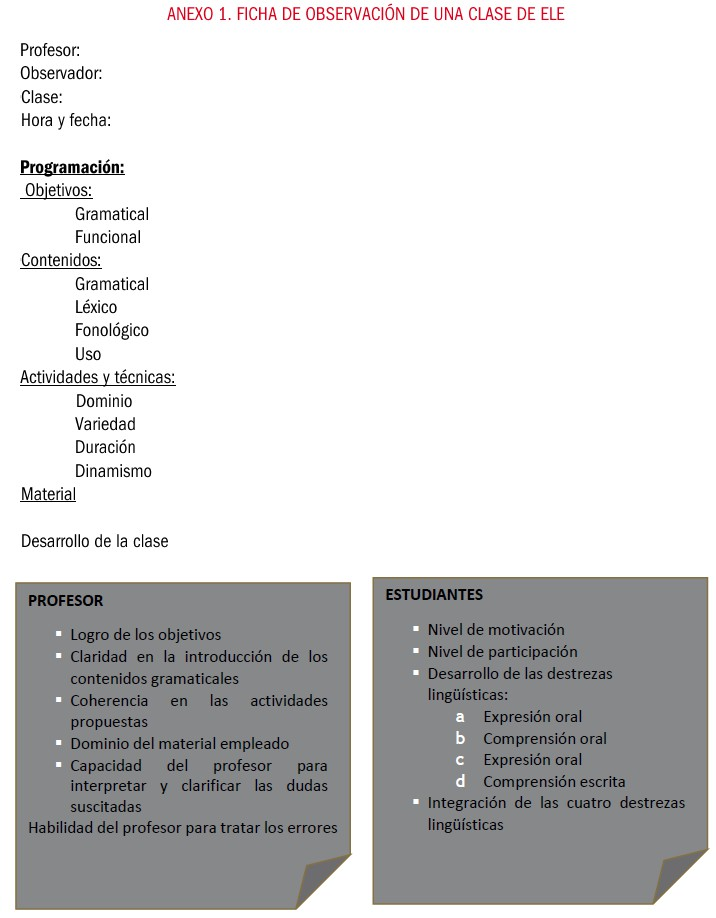 ANEXO 1. FICHA DE OBSERVACIÓN DE UNA CLASE DE ELE
Profesor:
Observador:
Clase:
Hora y fecha:
Programación:
Objetivos:
Gramatical
Funcional
Contenidos:
Gramatical
Léxico
Fonológico
Uso
Actividades y técnicas:
Dominio
Variedad
Duración
Dinamismo
Material
Desarrollo de la clase
PROFESOR
▪ Logro de los objetivos
▪ Claridad en la introducción de los
contenidos gramaticales
▪ Coherencia en las actividades
propuestas
▪ Dominio del material empleado
▪ Capacidad del profesor para
interpretar y clarificar las dudas
suscitadas
Habilidad del profesor para tratar los errores
ESTUDIANTES
▪ Nivel de motivación
▪ Nivel de participación
▪ Desarrollo de las destrezas
lingüísticas:
a Expresión oral
b Comprensión oral
c Expresión oral
d Comprensión escrita
▪ Integración de las cuatro destrezas
lingüísticas